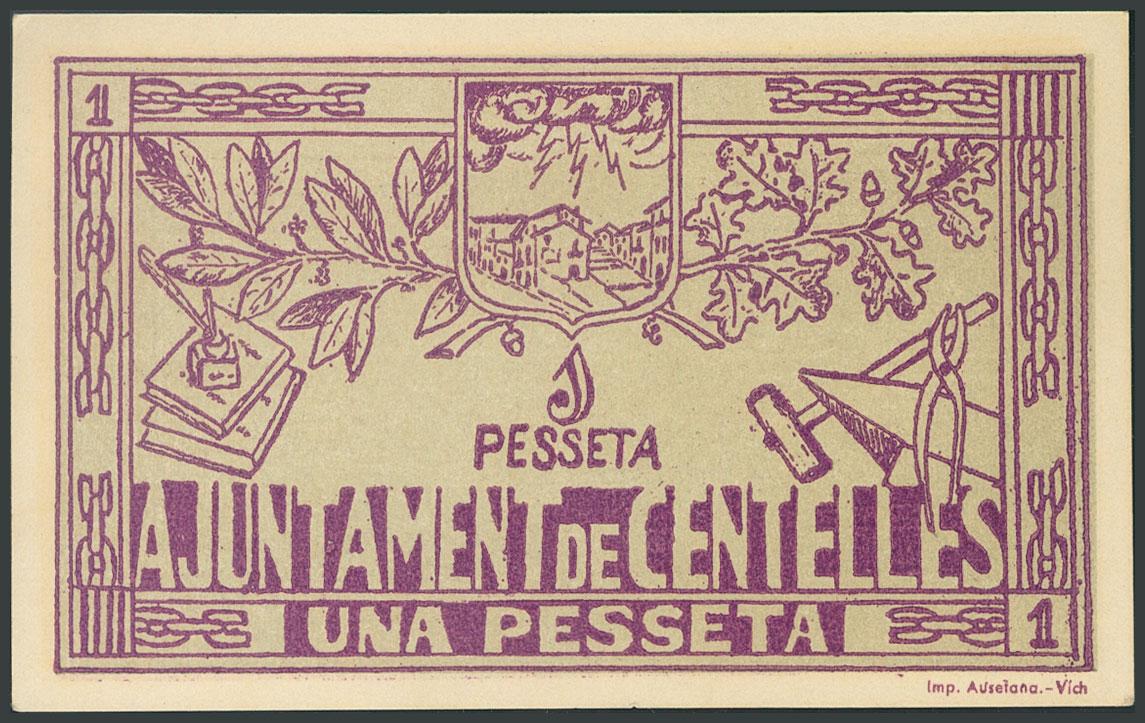 1
1
PESSETA
AJUNTAMENT DE CENTELLES
UNA PESSETA
1
Imp. Ausetana.-Vich